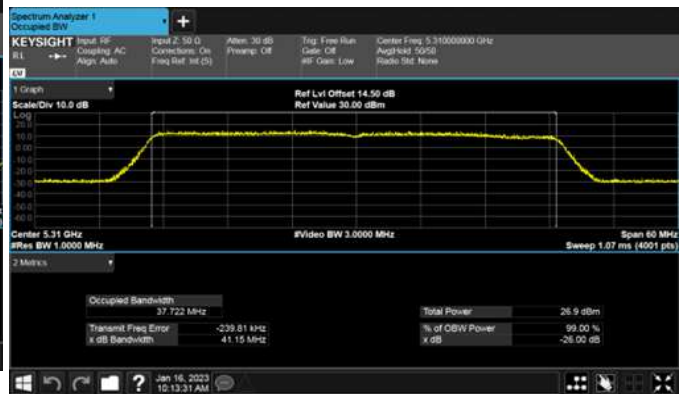 Spectrum Analyzer 1
Occupied BW
+
KEYSIGHT
RL
Input: RF
Coupling: AC
Align: Auto
Input Z: 50 Ω
Corrections: On
Freq Ref: Int (S)
Atten: 30 dB
Preamp: Off
Trig: Free Run
Gate: Off
#IF Gain: Low
Center Freq: 5.310000000 GHz
Avg|Hold: 50/50
Radio Std: None
1 Graph
Scale/Div 10.0 dB
Ref Lvl Offset 14.50 dB
Ref Value 30.00 dBm
Log
20.0
10.0
0.00
-10.0
-20.0
-30.0
-40.0
-50.0
-60.0
Center 5.31 GHz
#Video BW 3.0000 MHz
Span 60 MHz
#Res BW 1.0000 MHz
Sweep 1.07 ms (4001 pts)
2 Metrics
Occupied Bandwidth
37.722 MHz
Total Power 26.9 dBm
Transmit Freq Error -239.81 kHz
% of OBW Power 99.00 %
x dB Bandwidth 41.15 MHz
x dB -26.00 dB
?
Jan 16, 2023
10:13:31 AM